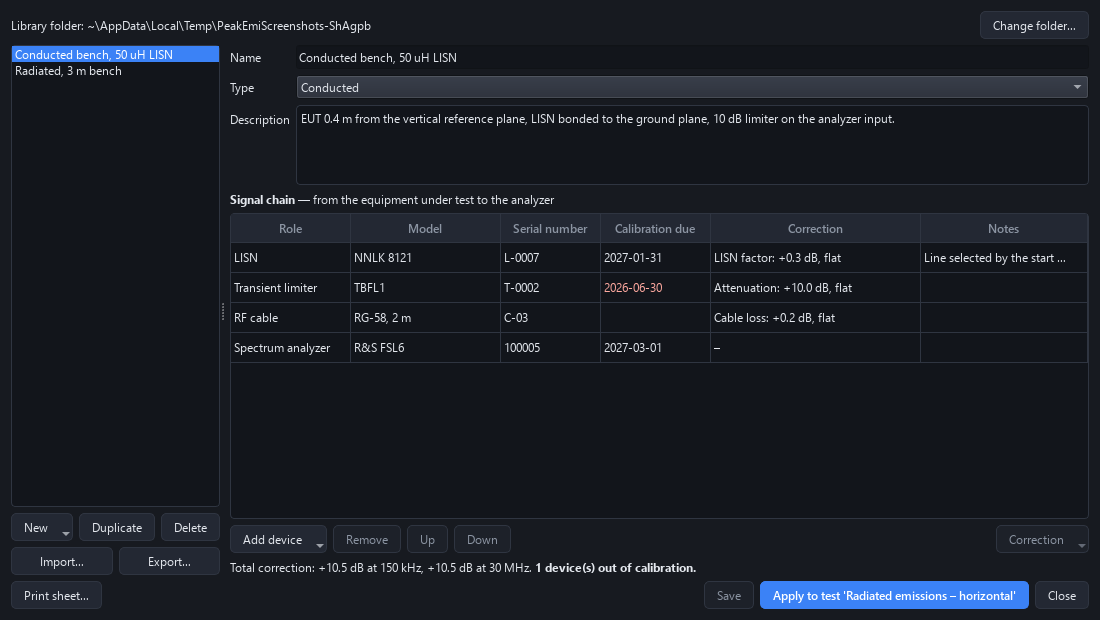 Library folder: ~\AppData\Local\Temp\PeakEmiScreenshots-ShAgpb
Change folder...
Conducted bench, 50 uH LISN
Radiated, 3 m bench
Name
Conducted bench, 50 uH LISN
Type
Conducted
Description
EUT 0.4 m from the vertical reference plane, LISN bonded to the ground plane, 10 dB limiter on the analyzer input.
Signal chain — from the equipment under test to the analyzer
Role Model Serial number Calibration due Correction Notes
LISN NNLK 8121 L-0007 2027-01-31 LISN factor: +0.3 dB, flat Line selected by the start ...
Transient limiter TBFL1 T-0002 2026-06-30 Attenuation: +10.0 dB, flat
RF cable RG-58, 2 m C-03 Cable loss: +0.2 dB, flat
Spectrum analyzer R&S FSL6 100005 2027-03-01 –
New Duplicate Delete
Import... Export...
Print sheet...
Add device Remove Up Down Correction
Total correction: +10.5 dB at 150 kHz, +10.5 dB at 30 MHz. 1 device(s) out of calibration.
Save Apply to test 'Radiated emissions – horizontal' Close